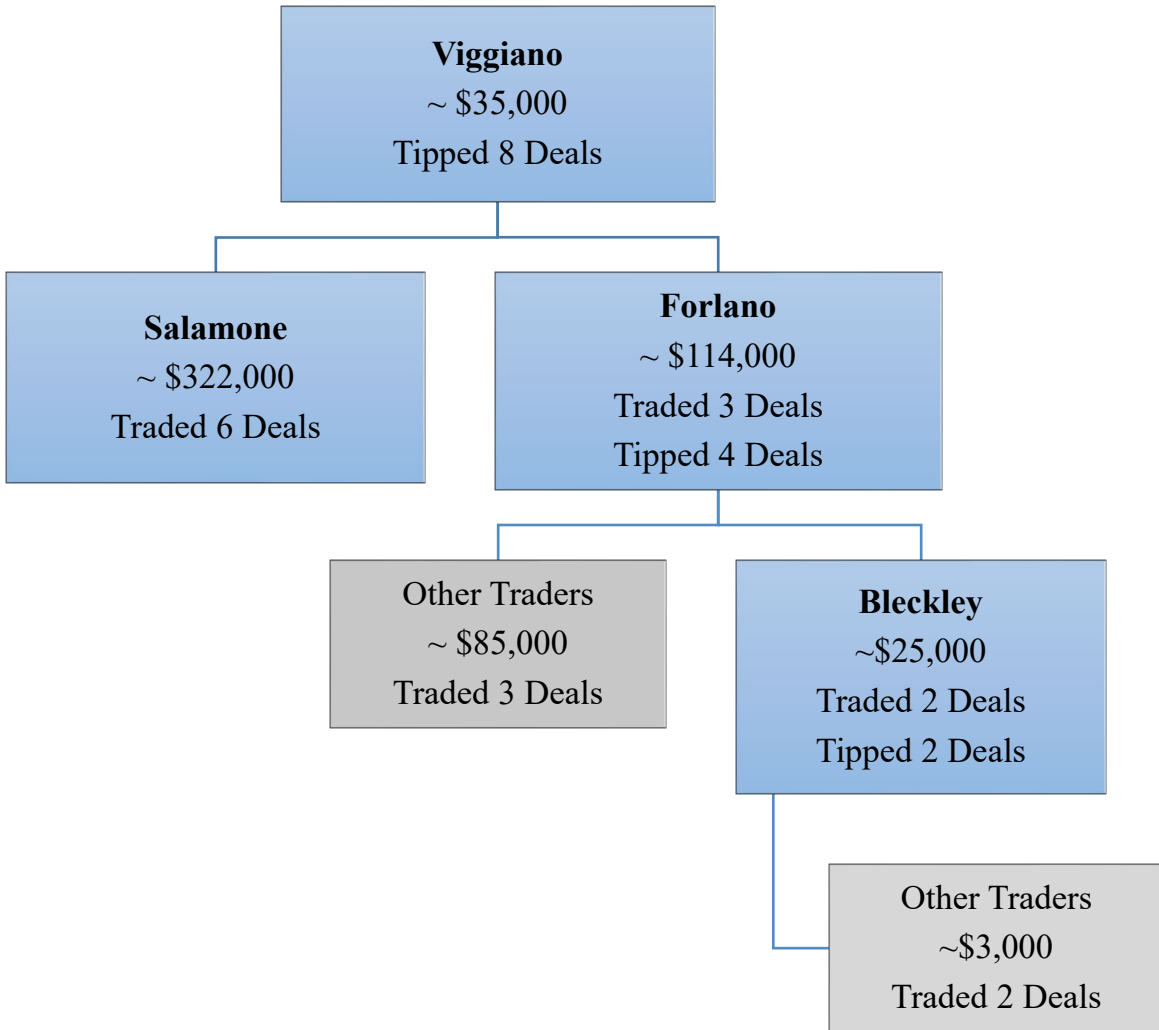 Viggiano
~ $35,000
Tipped 8 Deals
Salamone
~ $322,000
Traded 6 Deals
Forlano
~ $114,000
Traded 3 Deals
Tipped 4 Deals
Other Traders
~ $85,000
Traded 3 Deals
Bleckley
~$25,000
Traded 2 Deals
Tipped 2 Deals
Other Traders
~$3,000
Traded 2 Deals